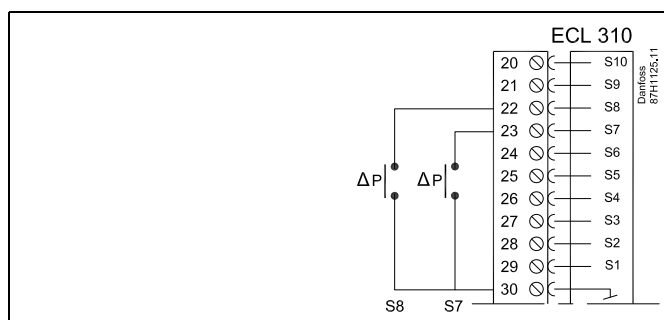 ECL 310
20 S10
21 S9
22 S8
23 S7
24 S6
25 S5
26 S4
27 S3
28 S2
29 S1
30
ΔP ΔP
S8 S7
Danfoss
87H1125.11